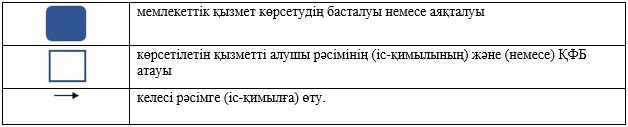 мемлекеттік қызмет көрсетудің басталуы немесе аяқталуы
көрсетілетін қызметті алушы рәсімінің (іс-қимылының) және (немесе) ҚФБ
атауы
келесі рәсімге (іс-қимылға) өту.